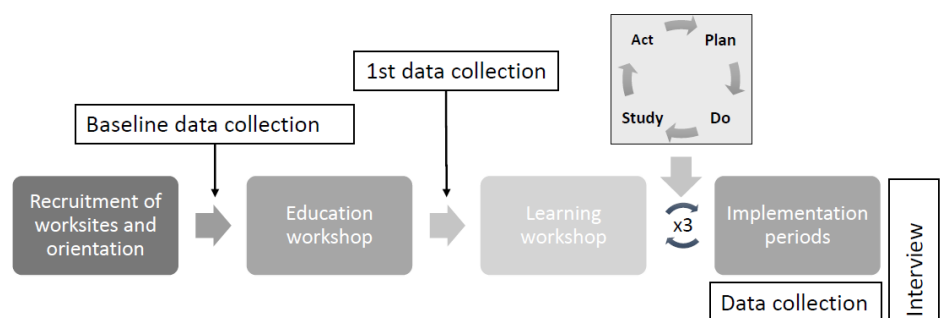 Act
Plan
Study
Do
1st data collection
Baseline data collection
Recruitment of
worksites and
orientation
Education
workshop
Learning
workshop
x3
Implementation
periods
Data collection
Interview